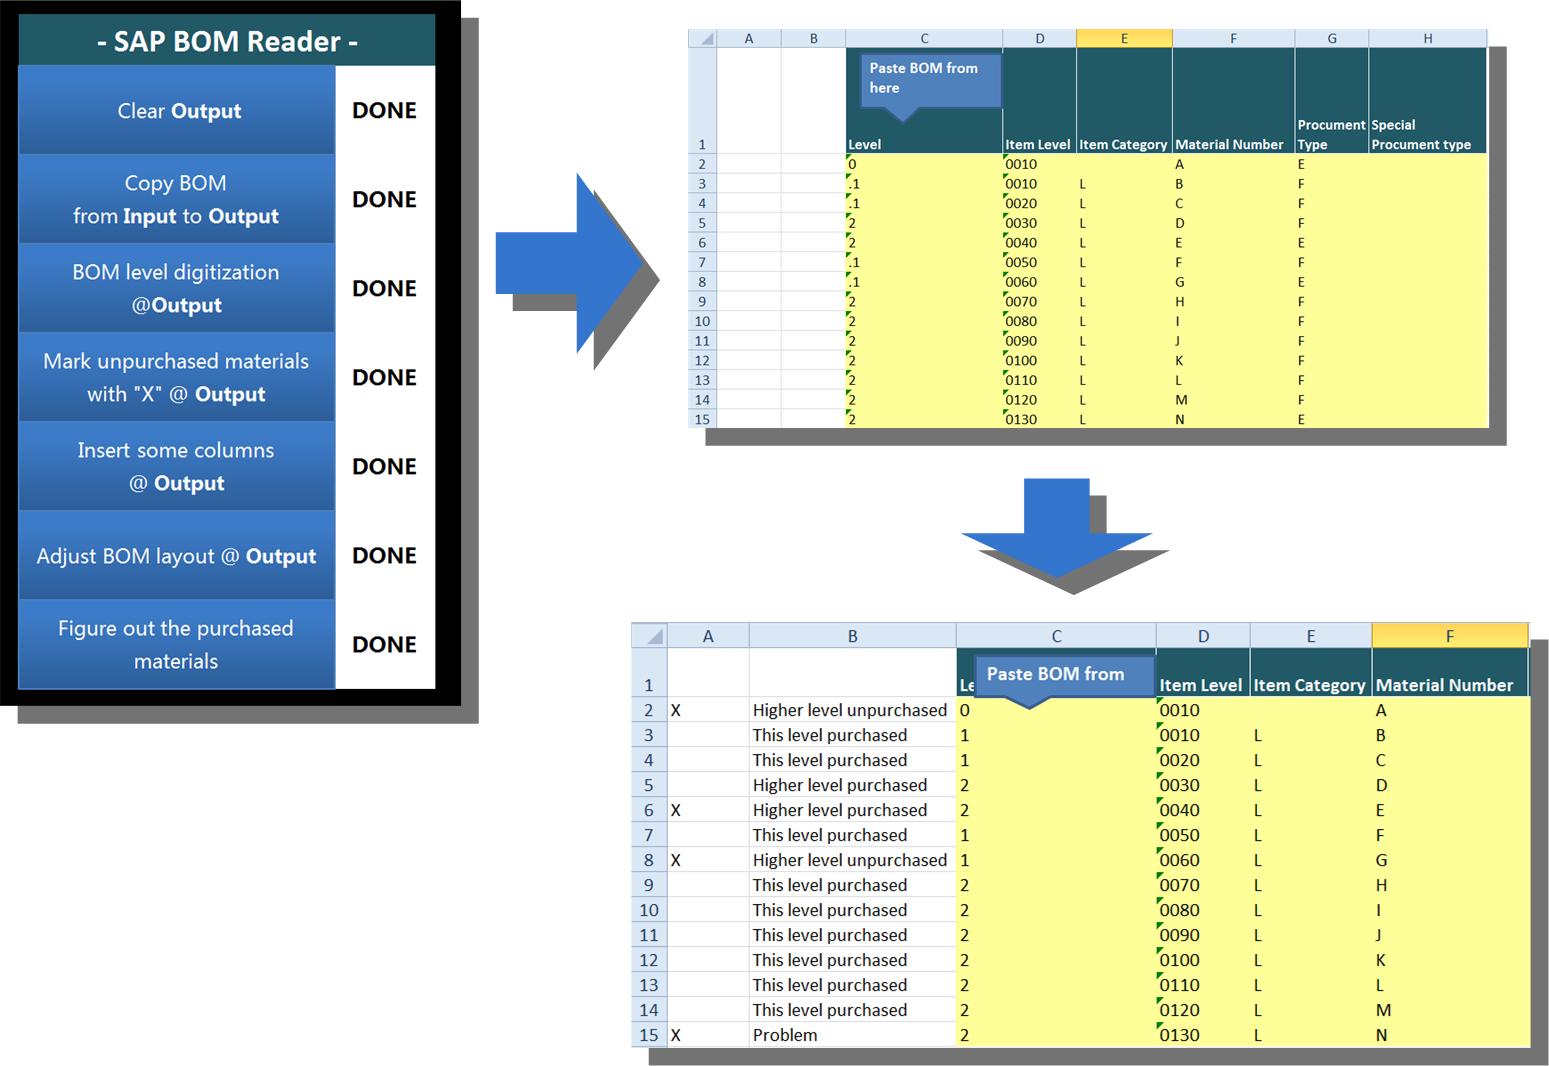 - SAP BOM Reader -
Clear Output DONE
Copy BOM
from Input to Output
DONE
BOM level digitization
@Output
DONE
Mark unpurchased materials
with "X" @ Output
DONE
Insert some columns
@ Output
DONE
Adjust BOM layout @ Output DONE
Figure out the purchased
materials
DONE
A B C D E F G H
Paste BOM from
here
1 Level Item Level Item Category Material Number Procument Type Special Procument type
2 0 0010 A E
3 .1 0010 L B F
4 .1 0020 L C F
5 2 0030 L D F
6 2 0040 L E E
7 .1 0050 L F F
8 .1 0060 L G E
9 2 0070 L H F
10 2 0080 L I F
11 2 0090 L J F
12 2 0100 L K F
13 2 0110 L L F
14 2 0120 L M F
15 2 0130 L N E
A B C D E F
Paste BOM from
1 Le Item Level Item Category Material Number
2 X Higher level unpurchased 0 0010 A
3 This level purchased 1 0010 L B
4 This level purchased 1 0020 L C
5 Higher level purchased 2 0030 L D
6 X Higher level purchased 2 0040 L E
7 This level purchased 1 0050 L F
8 X Higher level unpurchased 1 0060 L G
9 This level purchased 2 0070 L H
10 This level purchased 2 0080 L I
11 This level purchased 2 0090 L J
12 This level purchased 2 0100 L K
13 This level purchased 2 0110 L L
14 This level purchased 2 0120 L M
15 X Problem 2 0130 L N